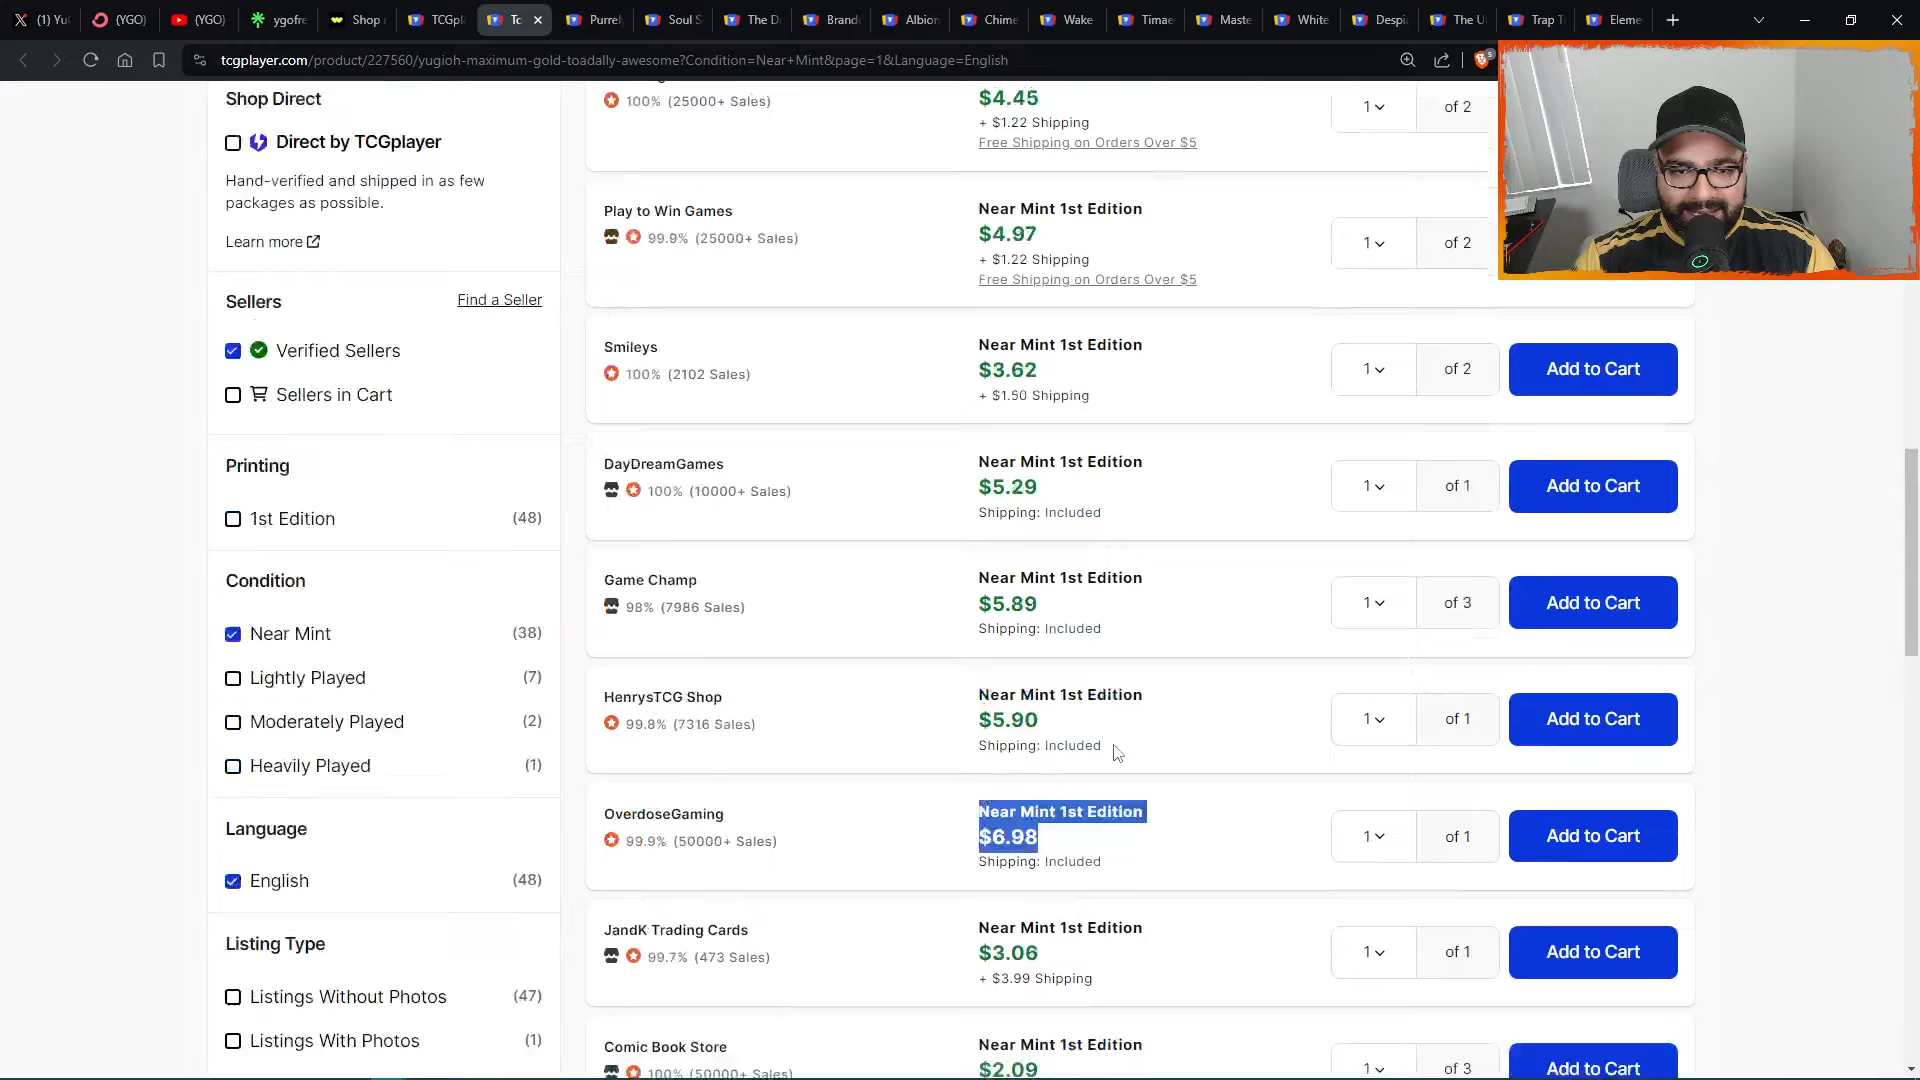 (1) Yu
(YGO)
(YGO)
ygofre
Shop
TCGpl
Tc
Purrel
Soul S
The D
Brand
Albion
Chime
Wake
Timae
Maste
White
Despi
The U
Trap T
Eleme
tcgplayer.com/product/227560/yugioh-maximum-gold-toadally-awesome?Condition=Near+Mint&page=1&Language=English
5
Shop Direct
Direct by TCGplayer
Hand-verified and shipped in as few
packages as possible.
Learn more
Sellers
Find a Seller
Verified Sellers
Sellers in Cart
Printing
1st Edition (48)
Condition
Near Mint (38)
Lightly Played (7)
Moderately Played (2)
Heavily Played (1)
Language
English (48)
Listing Type
Listings Without Photos (47)
Listings With Photos (1)
100% (25000+ Sales)
$4.45
+ $1.22 Shipping
Free Shipping on Orders Over $5
1
of 2
Play to Win Games
99.9% (25000+ Sales)
Near Mint 1st Edition
$4.97
+ $1.22 Shipping
Free Shipping on Orders Over $5
1
of 2
Smileys
100% (2102 Sales)
Near Mint 1st Edition
$3.62
+ $1.50 Shipping
1
of 2
Add to Cart
DayDreamGames
100% (10000+ Sales)
Near Mint 1st Edition
$5.29
Shipping: Included
1
of 1
Add to Cart
Game Champ
98% (7986 Sales)
Near Mint 1st Edition
$5.89
Shipping: Included
1
of 3
Add to Cart
HenrysTCG Shop
99.8% (7316 Sales)
Near Mint 1st Edition
$5.90
Shipping: Included
1
of 1
Add to Cart
OverdoseGaming
99.9% (50000+ Sales)
Near Mint 1st Edition
$6.98
Shipping: Included
1
of 1
Add to Cart
JandK Trading Cards
99.7% (473 Sales)
Near Mint 1st Edition
$3.06
+ $3.99 Shipping
1
of 1
Add to Cart
Comic Book Store
100% (50000+ Sales)
Near Mint 1st Edition
$2.09
1
of 3
Add to Cart